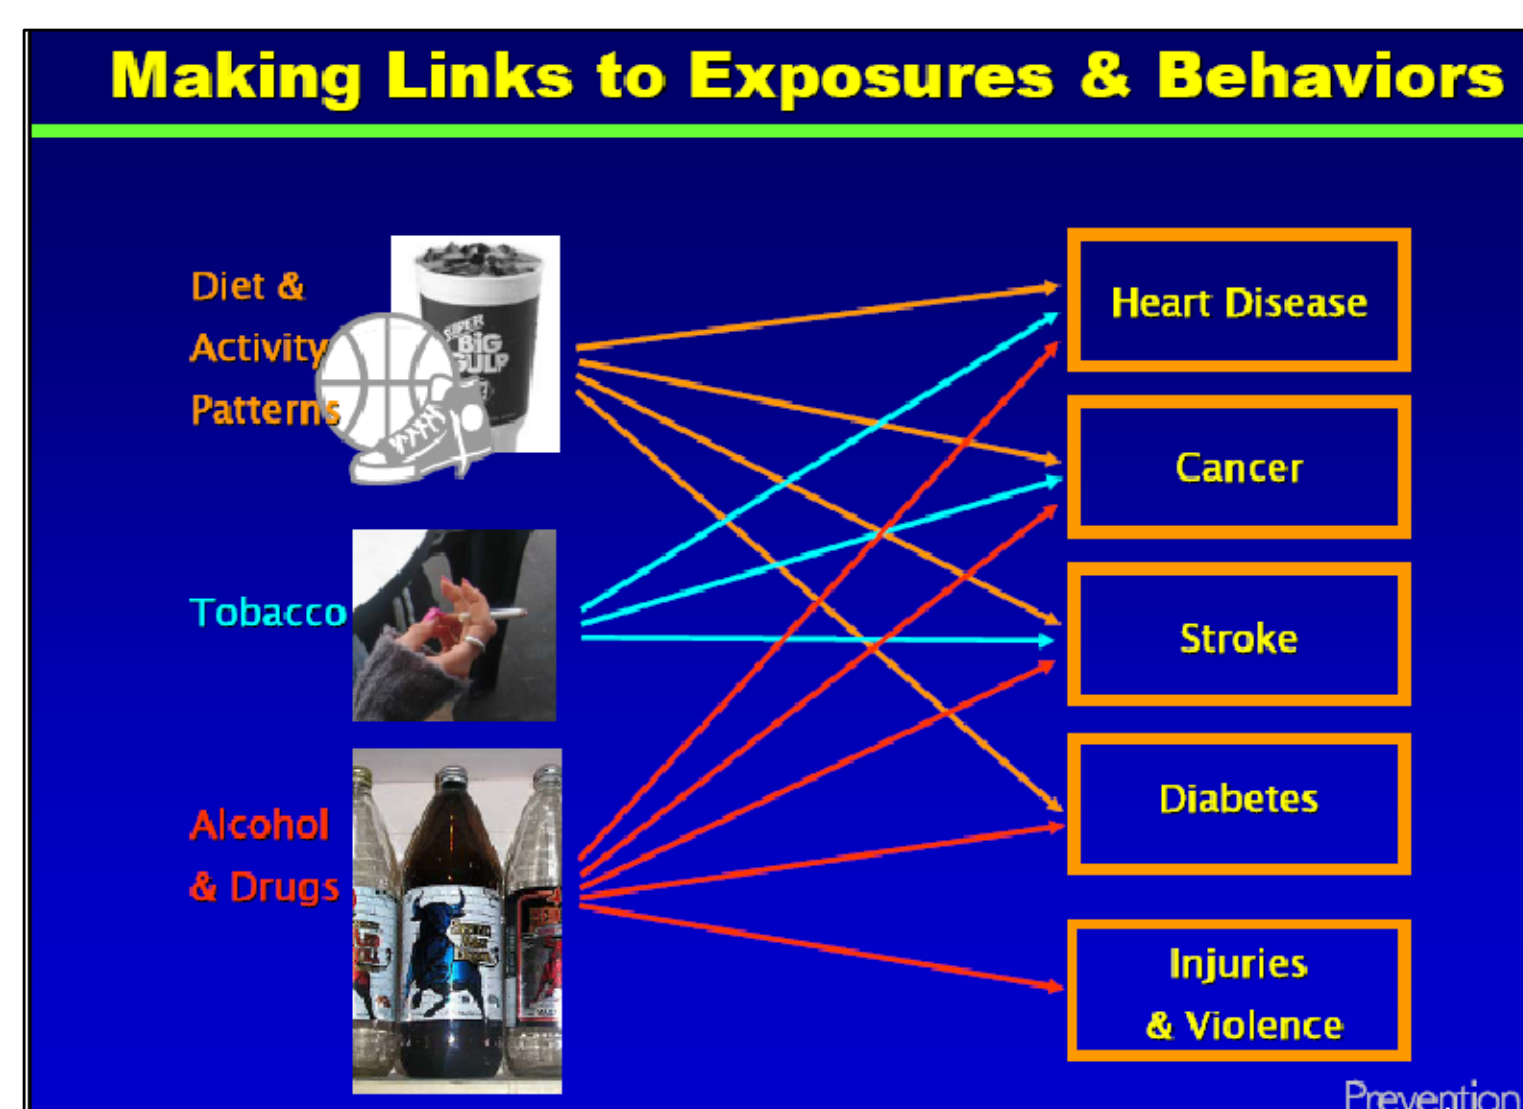 Making Links to Exposures & Behaviors
Diet &
Activity
Patterns
SUPER
BIG
GULP
Tobacco
Alcohol
& Drugs
Heart Disease
Cancer
Stroke
Diabetes
Injuries
& Violence
Prevention